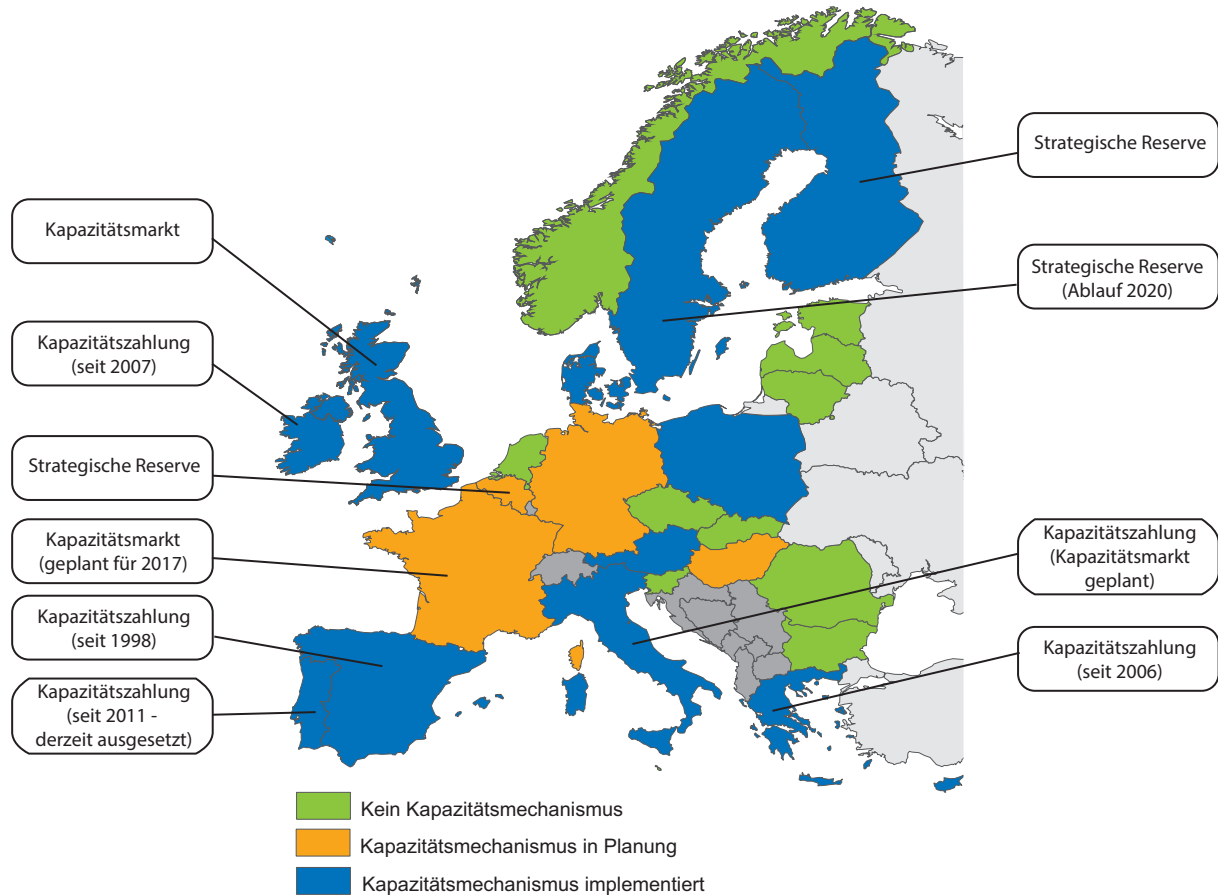 Kapazitätsmarkt
Kapazitätszahlung
(seit 2007)
Strategische Reserve
Kapazitätsmarkt
(geplant für 2017)
Kapazitätszahlung
(seit 1998)
Kapazitätszahlung
(seit 2011 -
derzeit ausgesetzt)
Strategische Reserve
Strategische Reserve
(Ablauf 2020)
Kapazitätszahlung
(Kapazitätsmarkt
geplant)
Kapazitätszahlung
(seit 2006)
Kein Kapazitätsmechanismus
Kapazitätsmechanismus in Planung
Kapazitätsmechanismus implementiert